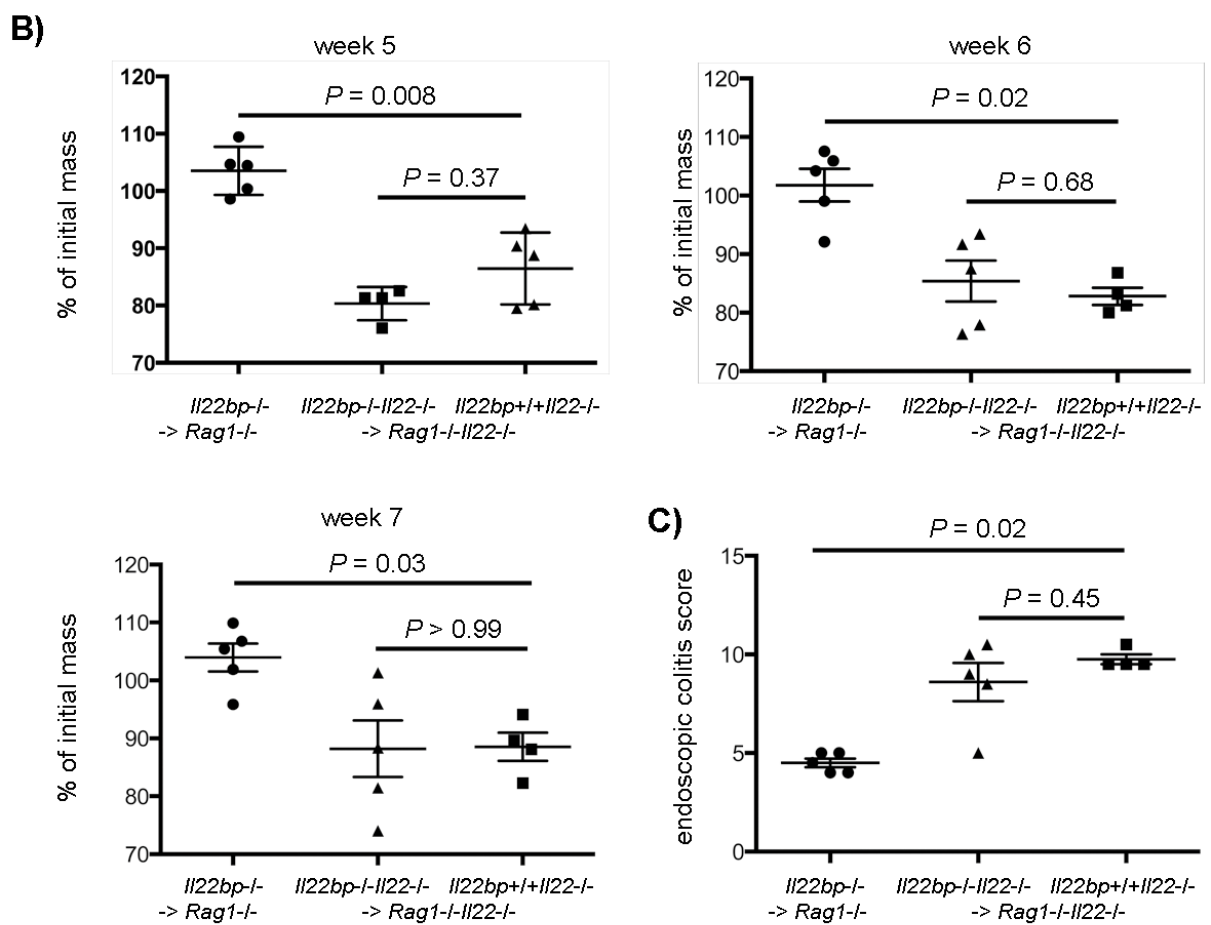 B)
week 5
120
110
100
90
80
70
% of initial mass
P = 0.008
P = 0.37
Il22bp-/- Il22bp-/-Il22-/- Il22bp+/+Il22-/-
-> Rag1-/- -> Rag1-/-Il22-/-
week 6
120
110
100
90
80
70
% of initial mass
P = 0.02
P = 0.68
Il22bp-/- Il22bp-/-Il22-/- Il22bp+/+Il22-/-
-> Rag1-/- -> Rag1-/-Il22-/-
week 7
120
110
100
90
80
70
% of initial mass
P = 0.03
P > 0.99
Il22bp-/- Il22bp-/-Il22-/- Il22bp+/+Il22-/-
-> Rag1-/- -> Rag1-/-Il22-/-
C)
15
10
5
0
endoscopic colitis score
P = 0.02
P = 0.45
Il22bp-/- Il22bp-/-Il22-/- Il22bp+/+Il22-/-
-> Rag1-/- -> Rag1-/-Il22-/-